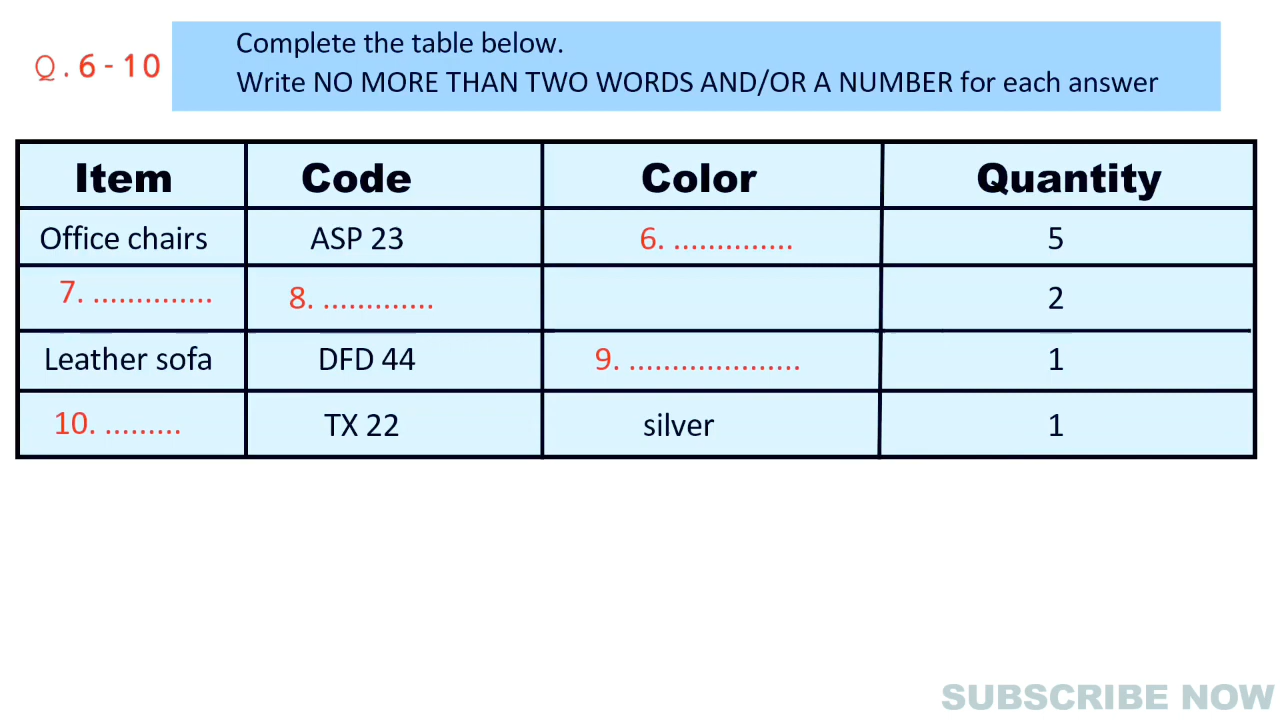 Q. 6 - 10
Complete the table below.
Write NO MORE THAN TWO WORDS AND/OR A NUMBER for each answer
Item Code Color Quantity
Office chairs ASP 23 6. .............. 5
7. .............. 8. ............. 2
Leather sofa DFD 44 9. .................... 1
10. ......... TX 22 silver 1
SUBSCRIBE NOW